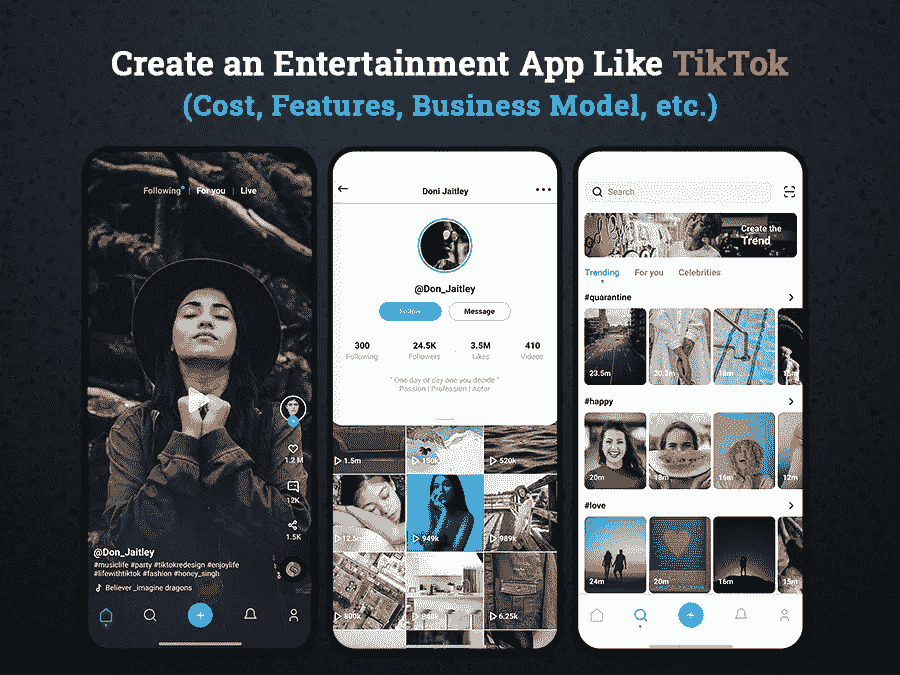 Create an Entertainment App Like TikTok
(Cost, Features, Business Model, etc.)
Following | For you | Live
1.2 M
12K
1.5K
@Don_Jaitley
#musiclife #party #tiktokredesign #enjoylife
#lifewithtiktok #fashion #honey_singh
Believer _imagine dragons
Doni Jaitley
@Don_Jaitley
Message
300 24.5K 3.5M 410
Following Followers Likes Videos
" One day or day one you decide "
Passion | Profession | Actor
1.5m 150k 520k
12.5m 949k 989k
800k 840k 6.25k
Search
Create the
Trend
Trending For you Celebrities
#quarantine
23.5m 20.2m 18m 15m
#happy
20m 18m 16m 12m
#love
24m 20m 16m 15m